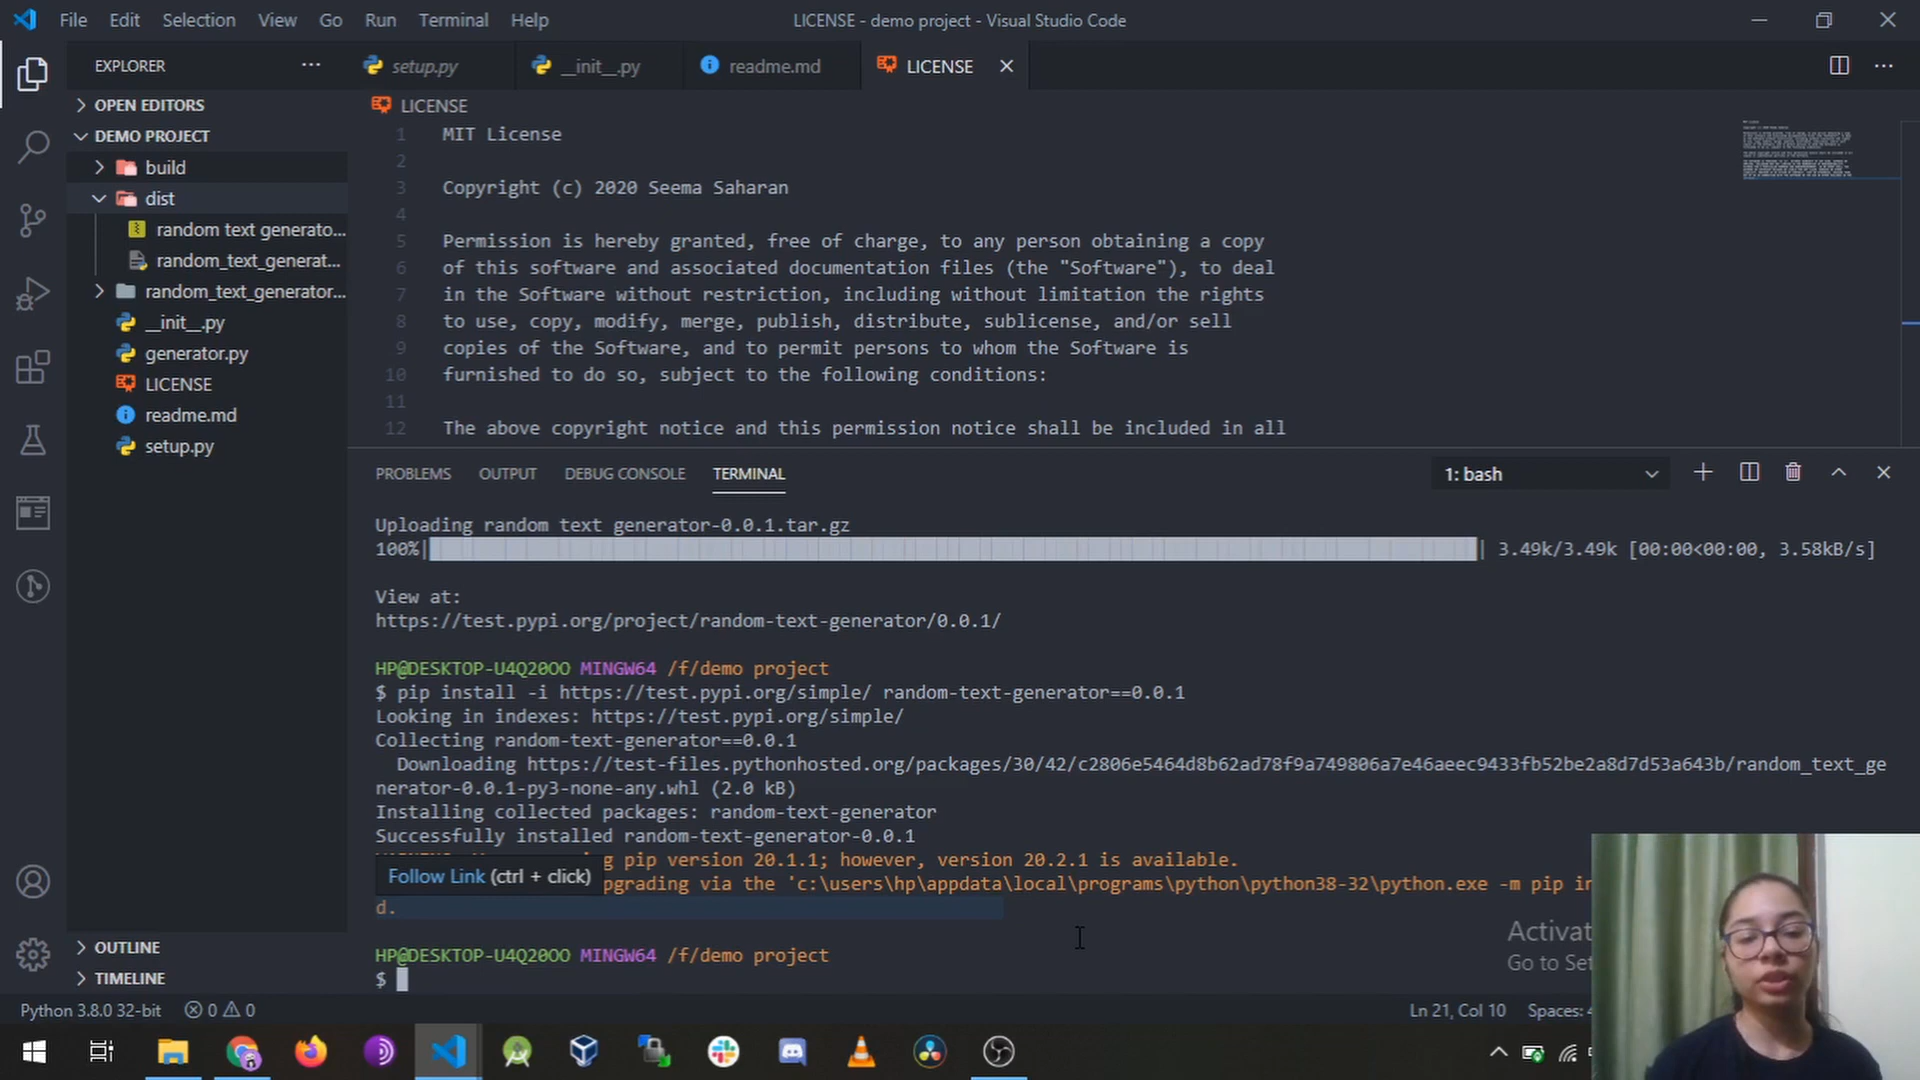 File Edit Selection View Go Run Terminal Help
LICENSE - demo project - Visual Studio Code
EXPLORER ···
setup.py
__init__.py
readme.md
LICENSE
OPEN EDITORS
LICENSE
DEMO PROJECT
build
dist
random text generato...
random_text_generat...
random_text_generator...
__init__.py
generator.py
LICENSE
readme.md
setup.py
OUTLINE
TIMELINE
1 MIT License
2
3 Copyright (c) 2020 Seema Saharan
4
5 Permission is hereby granted, free of charge, to any person obtaining a copy
6 of this software and associated documentation files (the "Software"), to deal
7 in the Software without restriction, including without limitation the rights
8 to use, copy, modify, merge, publish, distribute, sublicense, and/or sell
9 copies of the Software, and to permit persons to whom the Software is
10 furnished to do so, subject to the following conditions:
11
12 The above copyright notice and this permission notice shall be included in all
PROBLEMS OUTPUT DEBUG CONSOLE TERMINAL
1: bash
Uploading random text generator-0.0.1.tar.gz
100%| | 3.49k/3.49k [00:00<00:00, 3.58kB/s]
View at:
https://test.pypi.org/project/random-text-generator/0.0.1/
HP@DESKTOP-U4Q20OO MINGW64 /f/demo project
$ pip install -i https://test.pypi.org/simple/ random-text-generator==0.0.1
Looking in indexes: https://test.pypi.org/simple/
Collecting random-text-generator==0.0.1
Downloading https://test-files.pythonhosted.org/packages/30/42/c2806e5464d8b62ad78f9a749806a7e46aeec9433fb52be2a8d7d53a643b/random_text_ge
nerator-0.0.1-py3-none-any.whl (2.0 kB)
Installing collected packages: random-text-generator
Successfully installed random-text-generator-0.0.1
g pip version 20.1.1; however, version 20.2.1 is available.
Follow Link (ctrl + click)
pgrading via the 'c:\users\hp\appdata\local\programs\python\python38-32\python.exe -m pip in
d.
HP@DESKTOP-U4Q20OO MINGW64 /f/demo project
$
Activat
Go to Set
Python 3.8.0 32-bit
0 0
Ln 21, Col 10
Spaces: